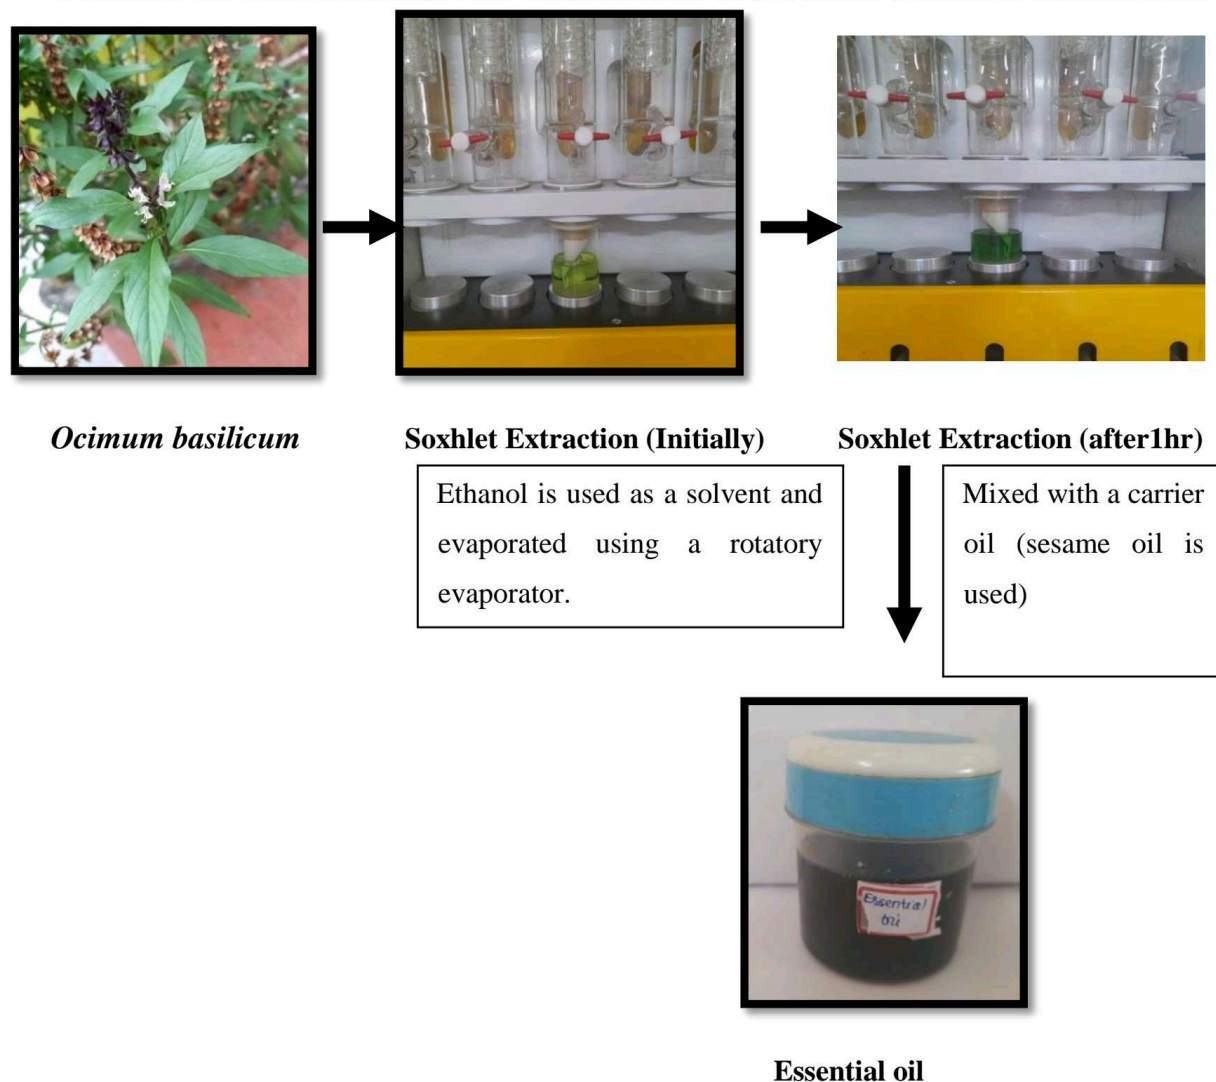 Ocimum basilicum
Soxhlet Extraction (Initially)
Soxhlet Extraction (after1hr)
Ethanol is used as a solvent and
evaporated using a rotatory
evaporator.
Mixed with a carrier
oil (sesame oil is
used)
Essential
oil
Essential oil